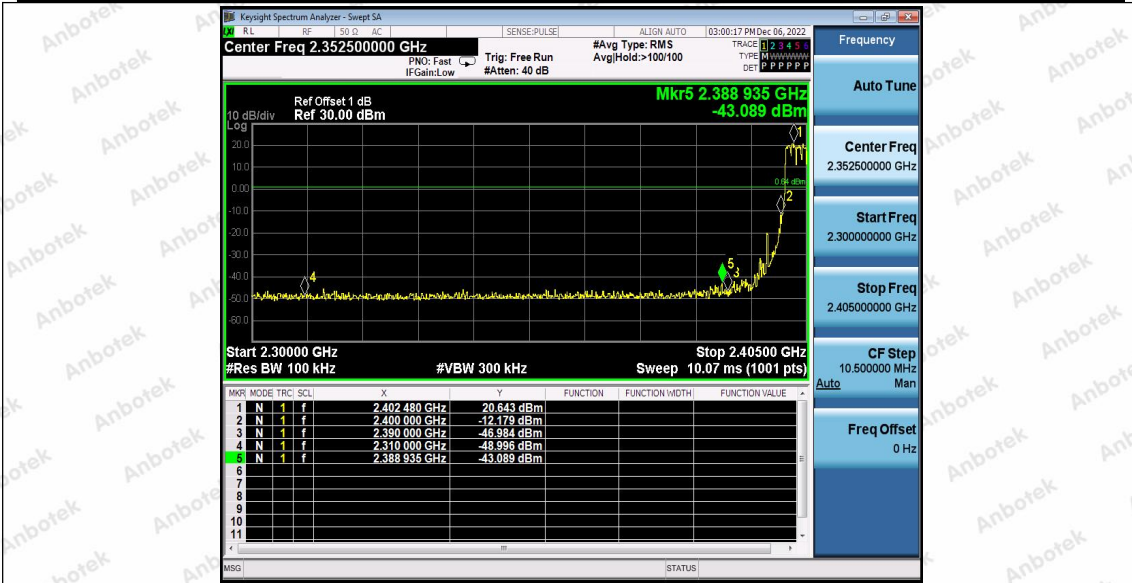 Keysight Spectrum Analyzer - Swept SA
RL RF 50 Ω AC SENSE:PULSE ALIGN AUTO 03:00:17 PM Dec 06, 2022
Center Freq 2.352500000 GHz
PNO: Fast
IFGain:Low
Trig: Free Run
#Atten: 40 dB
#Avg Type: RMS
Avg|Hold:>100/100
TRACE 1 2 3 4 5 6
TYPE M W W W W W
DET P P P P P P
Mkr5 2.388 935 GHz
-43.089 dBm
Ref Offset 1 dB
10 dB/div Ref 30.00 dBm
Log
20.0
10.0
0.00
-10.0
-20.0
-30.0
-40.0
-50.0
-60.0
0.64 dBm
1
2
5
3
4
Start 2.30000 GHz Stop 2.40500 GHz
#Res BW 100 kHz #VBW 300 kHz Sweep 10.07 ms (1001 pts)
MKR MODE TRC SCL X Y FUNCTION FUNCTION WIDTH FUNCTION VALUE
1 N 1 f 2.402 480 GHz 20.643 dBm
2 N 1 f 2.400 000 GHz -12.179 dBm
3 N 1 f 2.390 000 GHz -46.984 dBm
4 N 1 f 2.310 000 GHz -48.996 dBm
5 N 1 f 2.388 935 GHz -43.089 dBm
6
7
8
9
10
11
MSG STATUS
Frequency
Auto Tune
Center Freq
2.352500000 GHz
Start Freq
2.300000000 GHz
Stop Freq
2.405000000 GHz
CF Step
10.500000 MHz
Auto Man
Freq Offset
0 Hz
Anbotek